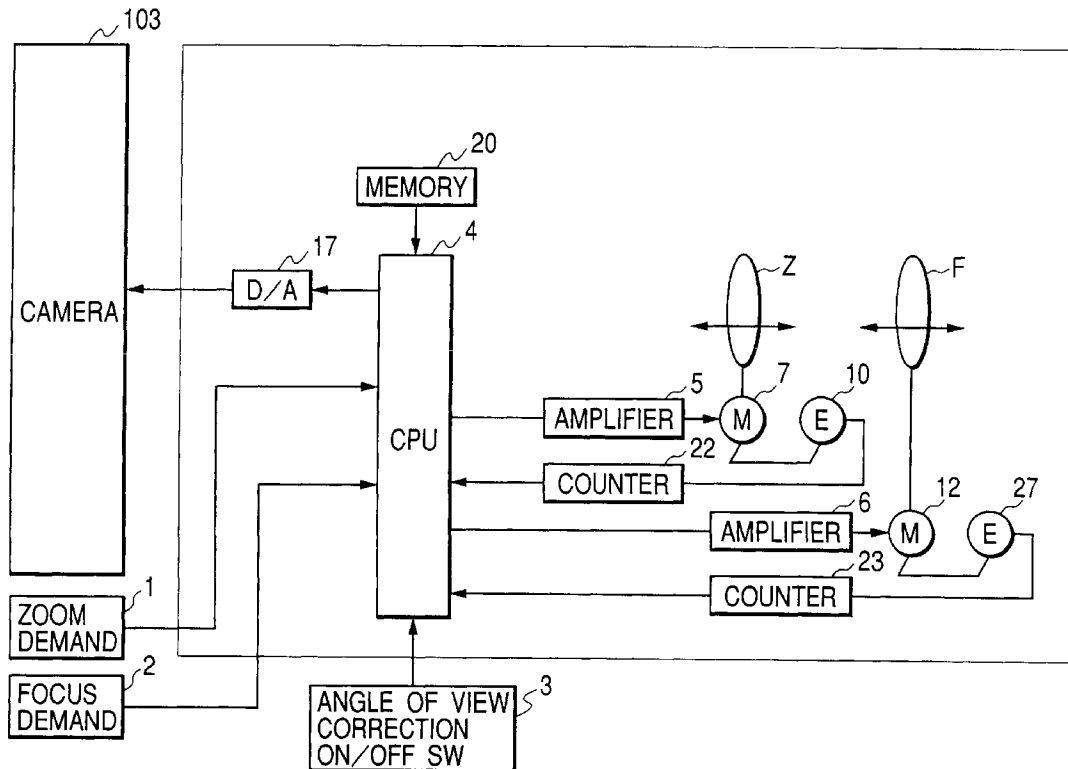 103
CAMERA
20
MEMORY
4
17
D/A
CPU
Z
F
5
AMPLIFIER
7
M
10
E
22
COUNTER
6
AMPLIFIER
12
M
27
E
23
COUNTER
1
ZOOM
DEMAND
2
FOCUS
DEMAND
3
ANGLE OF VIEW
CORRECTION
ON/OFF SW